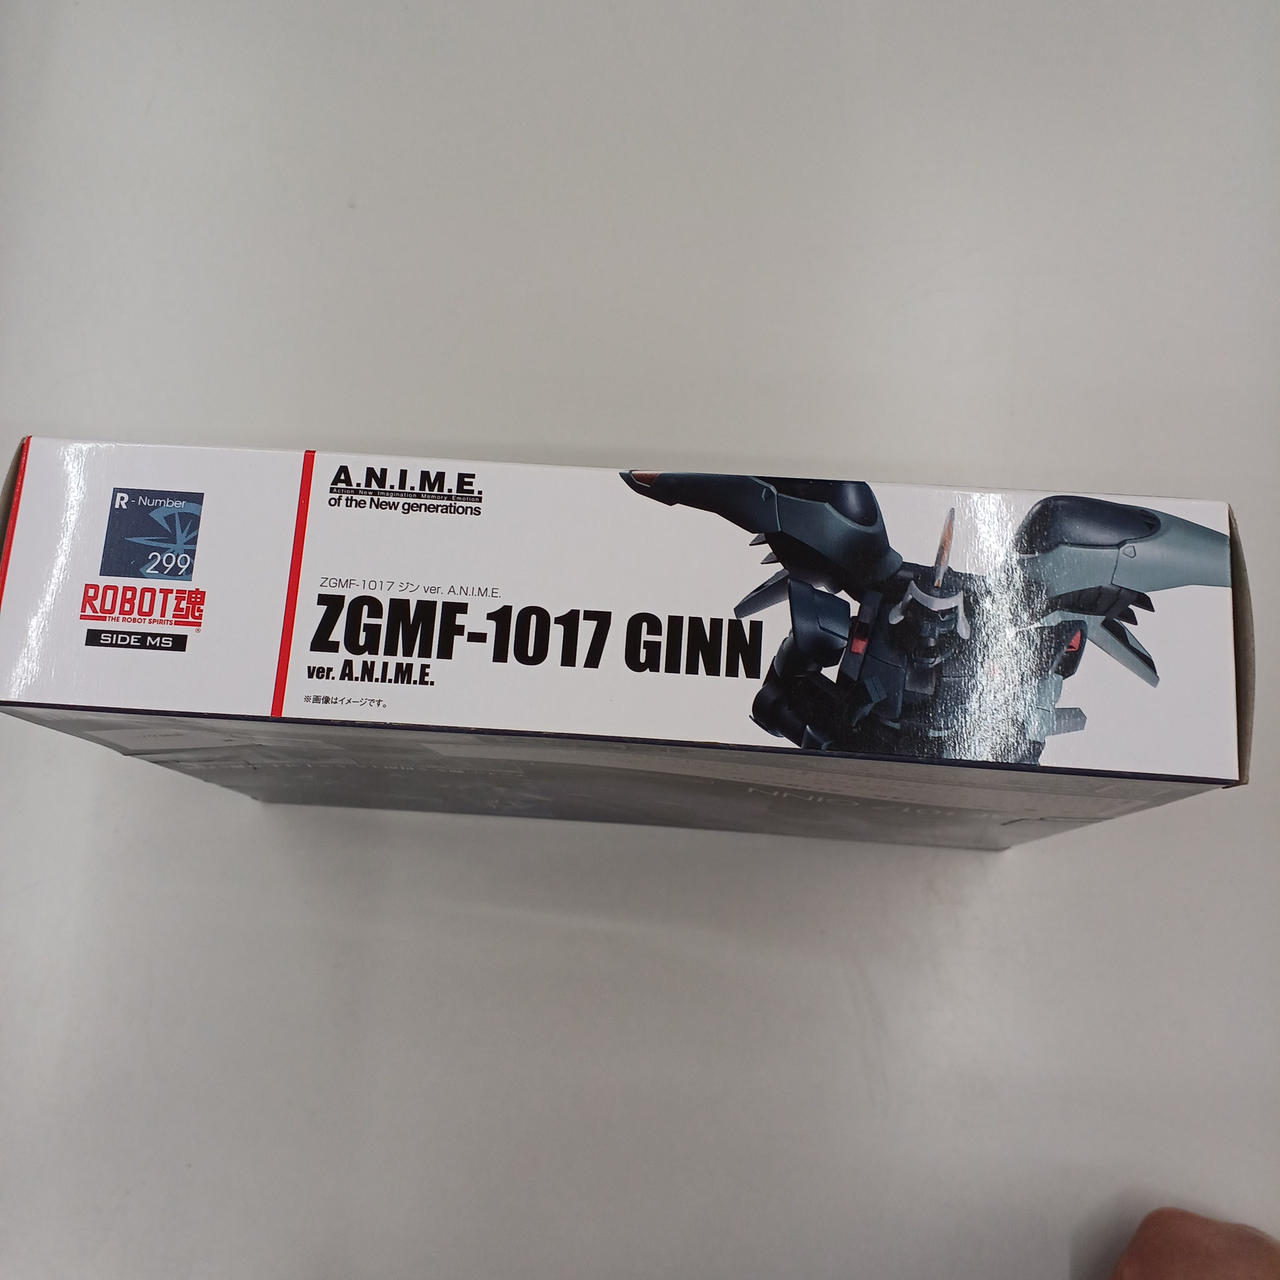 R - Number
299
ROBOT魂
THE ROBOT SPIRITS
®
SIDE MS
A.N.I.M.E.
Action New Imagination Memory Emotion
of the New generations
ZGMF-1017 ジン ver. A.N.I.M.E.
ZGMF-1017 GINN
ver. A.N.I.M.E.
※画像はイメージです。